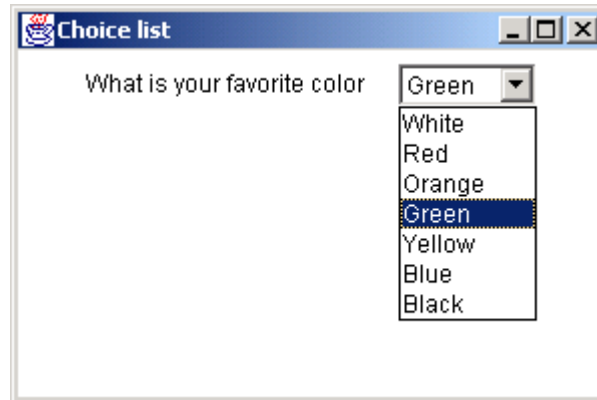 Choice list
What is your favorite color Green
White
Red
Orange
Green
Yellow
Blue
Black